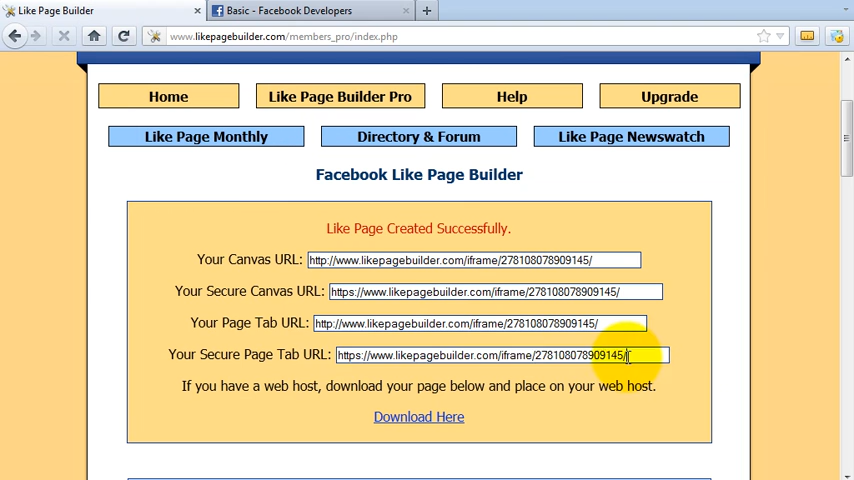 Like Page Builder
Basic - Facebook Developers
www.likepagebuilder.com/members_pro/index.php
Home
Like Page Builder Pro
Help
Upgrade
Like Page Monthly
Directory & Forum
Like Page Newswatch
Facebook Like Page Builder
Like Page Created Successfully.
Your Canvas URL: http://www.likepagebuilder.com/iframe/278108078909145/
Your Secure Canvas URL: https://www.likepagebuilder.com/iframe/278108078909145/
Your Page Tab URL: http://www.likepagebuilder.com/iframe/278108078909145/
Your Secure Page Tab URL: https://www.likepagebuilder.com/iframe/278108078909145/
If you have a web host, download your page below and place on your web host.
Download Here